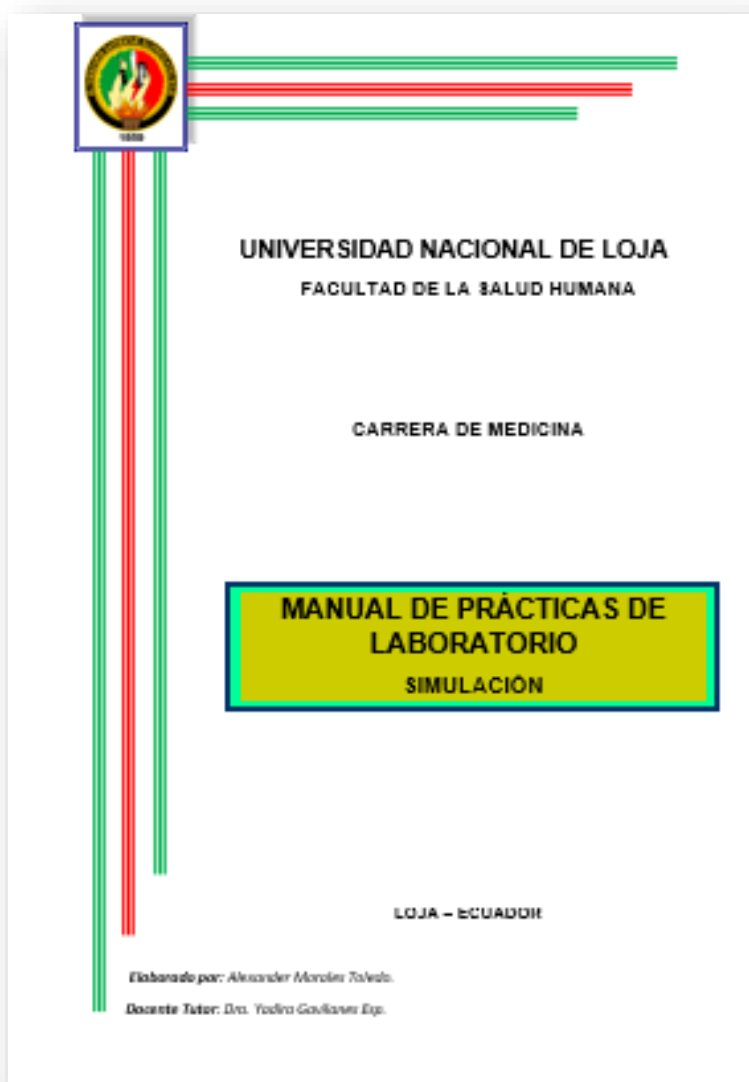 1859
UNIVERSIDAD NACIONAL DE LOJA
FACULTAD DE LA SALUD HUMANA
CARRERA DE MEDICINA
MANUAL DE PRÁCTICAS DE
LABORATORIO
SIMULACIÓN
LOJA – ECUADOR
Elaborado por: Alexander Morales Toledo.
Docente Tutor: Dra. Yadira Gavilanes Esp.